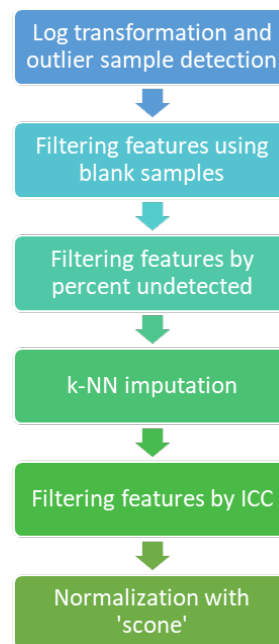 Log transformation and
outlier sample detection
Filtering features using
blank samples
Filtering features by
percent undetected
k-NN imputation
Filtering features by ICC
Normalization with
'scone'